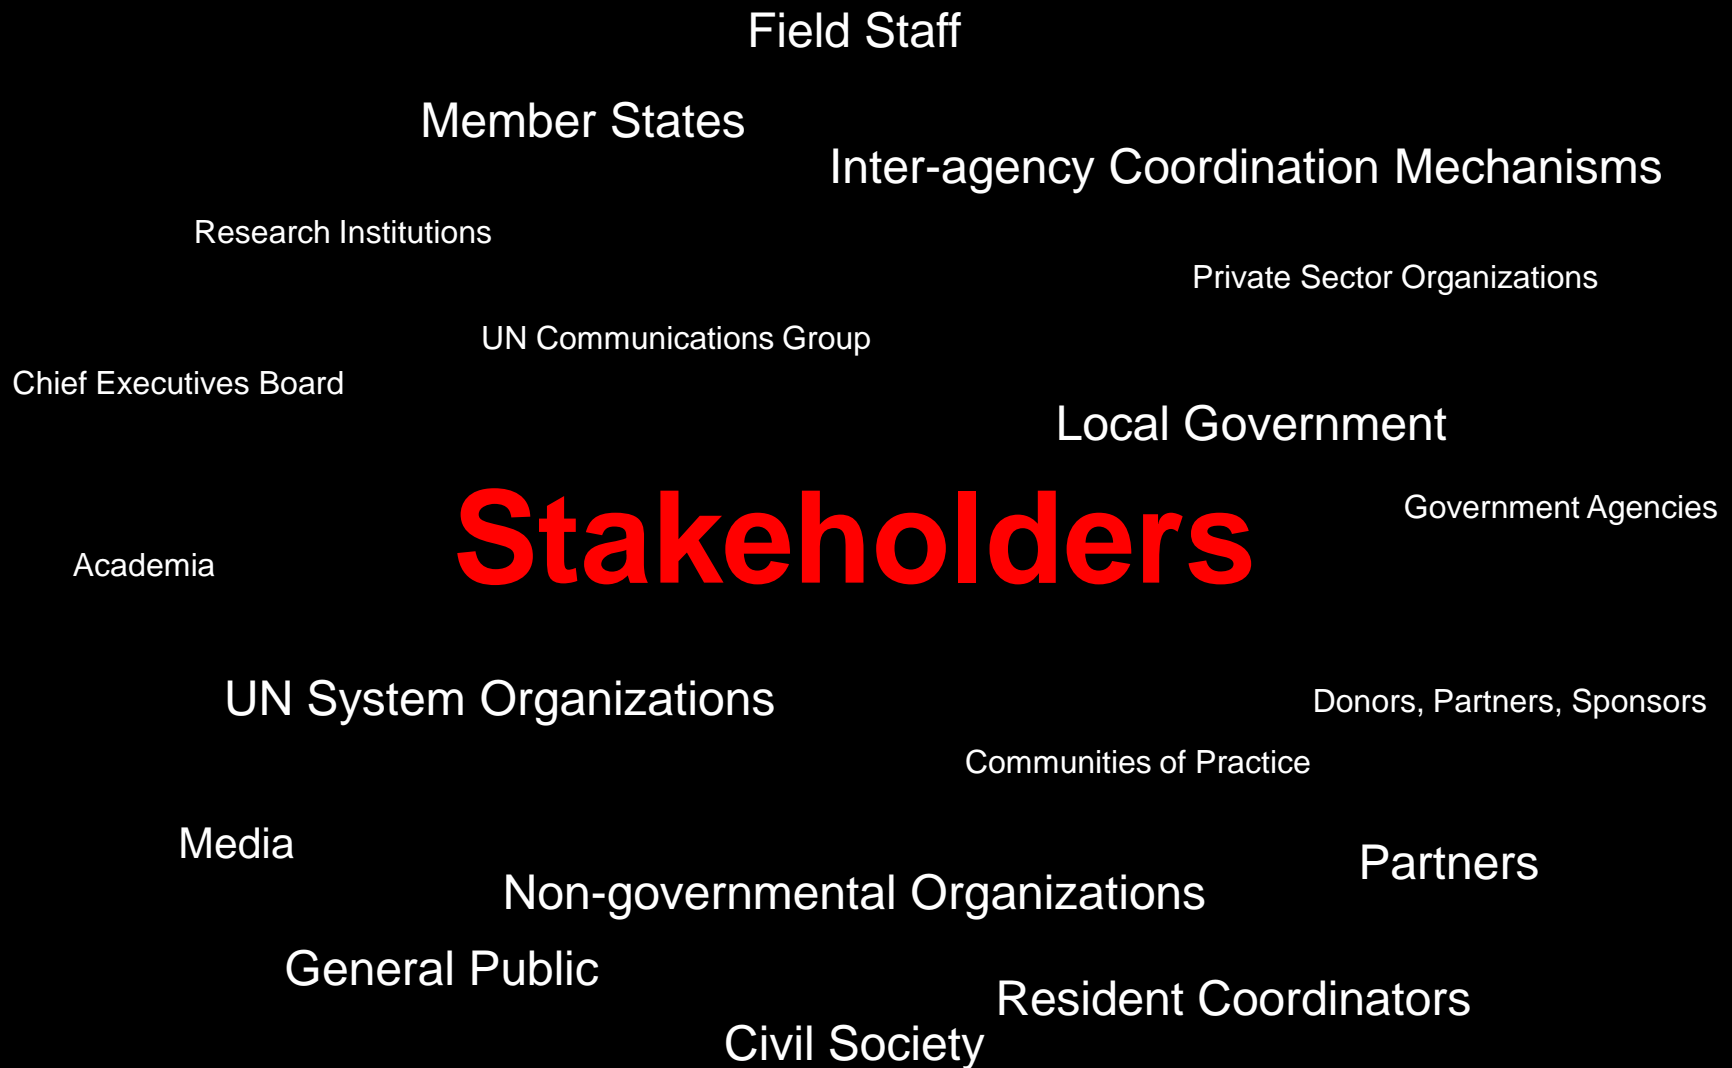 Field Staff
Member States
Inter-agency Coordination Mechanisms
Research Institutions
Private Sector Organizations
UN Communications Group
Chief Executives Board
Local Government
Stakeholders
Government Agencies
Academia
UN System Organizations
Donors, Partners, Sponsors
Communities of Practice
Media
Partners
Non-governmental Organizations
General Public
Resident Coordinators
Civil Society